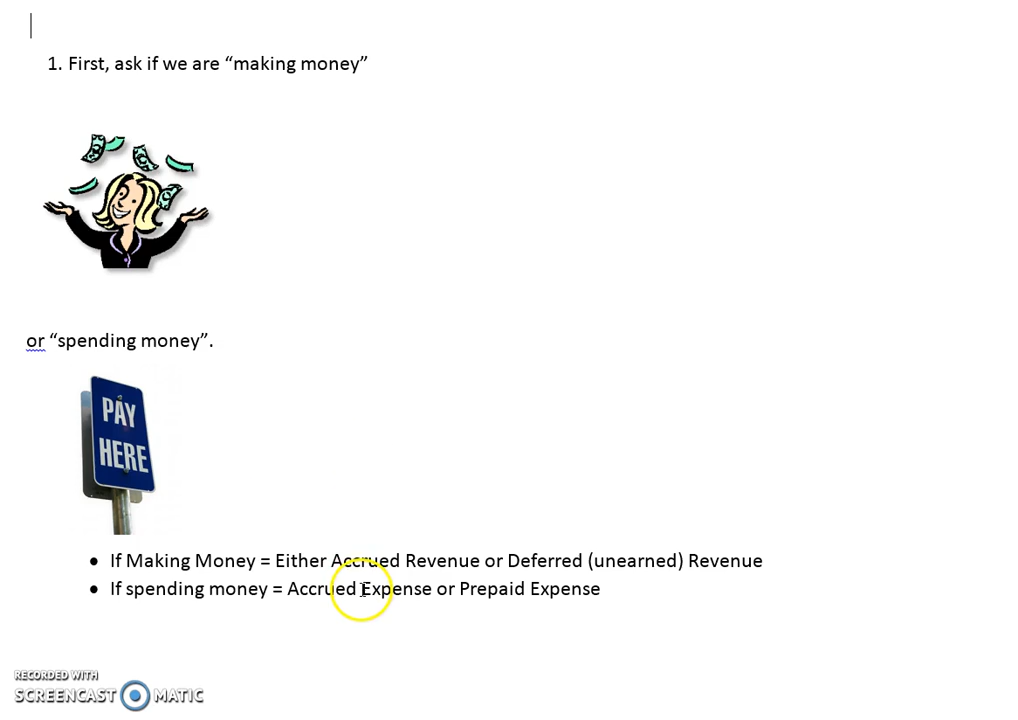 1. First, ask if we are “making money”
or “spending money”.
PAY
HERE
• If Making Money = Either Accrued Revenue or Deferred (unearned) Revenue
• If spending money = Accrued Expense or Prepaid Expense
RECORDED WITH
SCREENCAST MATIC